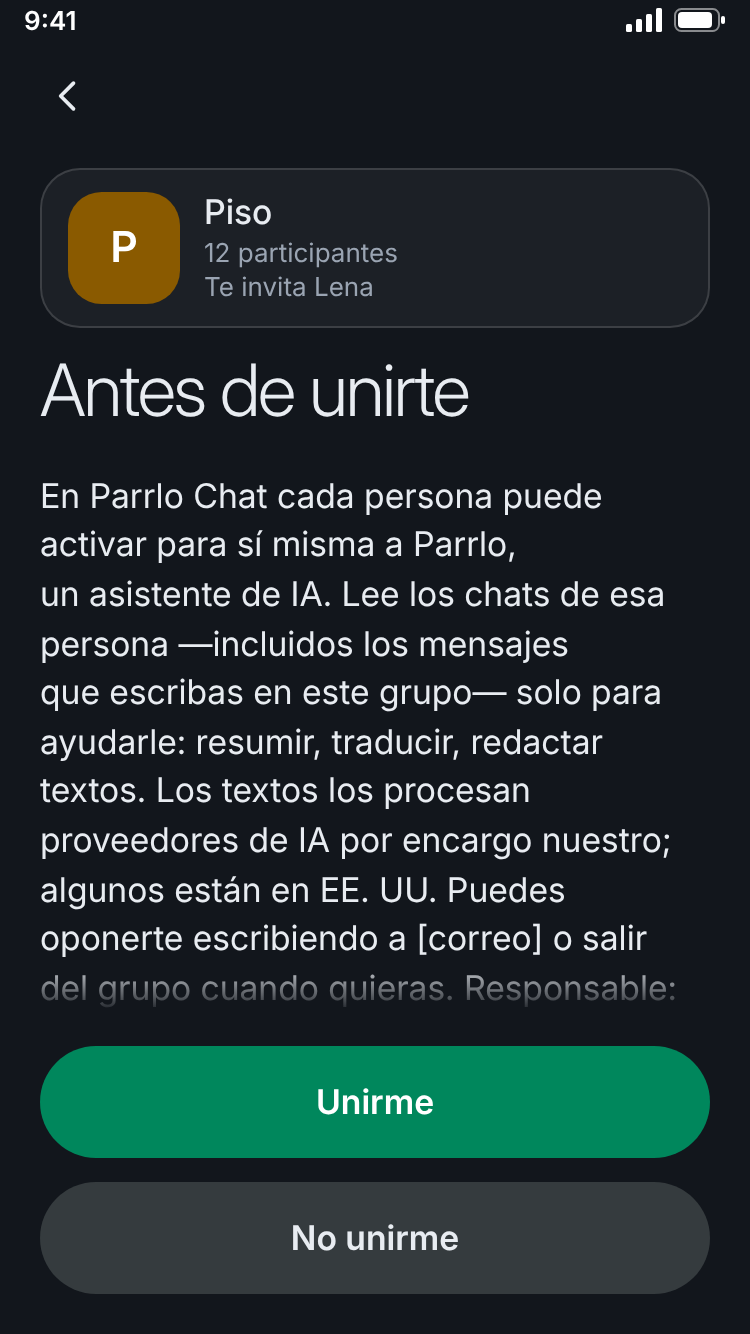 9:41
P
Piso
12 participantes
Te invita Lena
Antes de unirte
En Parrlo Chat cada persona puede
activar para sí misma a Parrlo,
un asistente de IA. Lee los chats de esa
persona —incluidos los mensajes
que escribas en este grupo— solo para
ayudarle: resumir, traducir, redactar
textos. Los textos los procesan
proveedores de IA por encargo nuestro;
algunos están en EE. UU. Puedes
oponerte escribiendo a [correo] o salir
del grupo cuando quieras. Responsable:
Unirme
No unirme